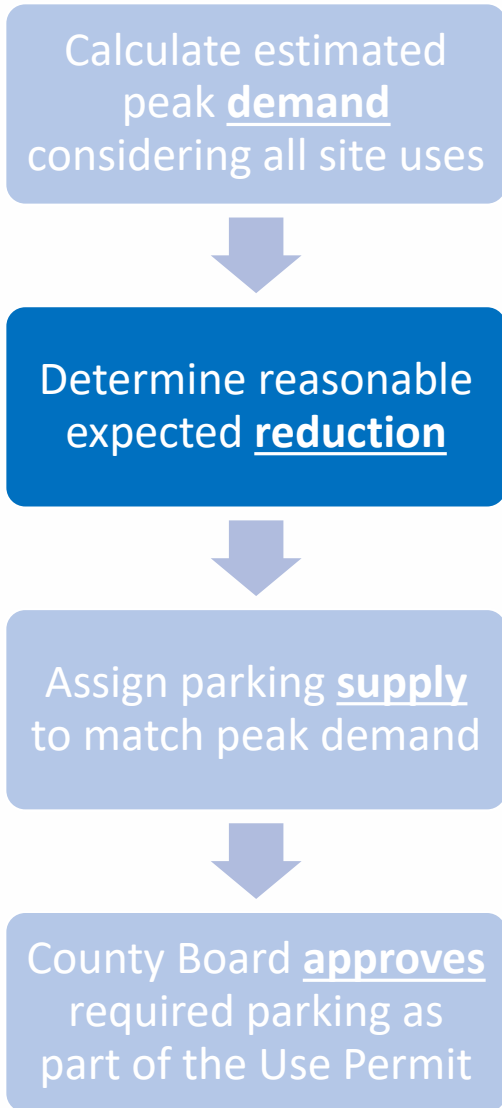 Calculate estimated
peak demand
considering all site uses
Determine reasonable
expected reduction
Assign parking supply
to match peak demand
County Board approves
required parking as
part of the Use Permit